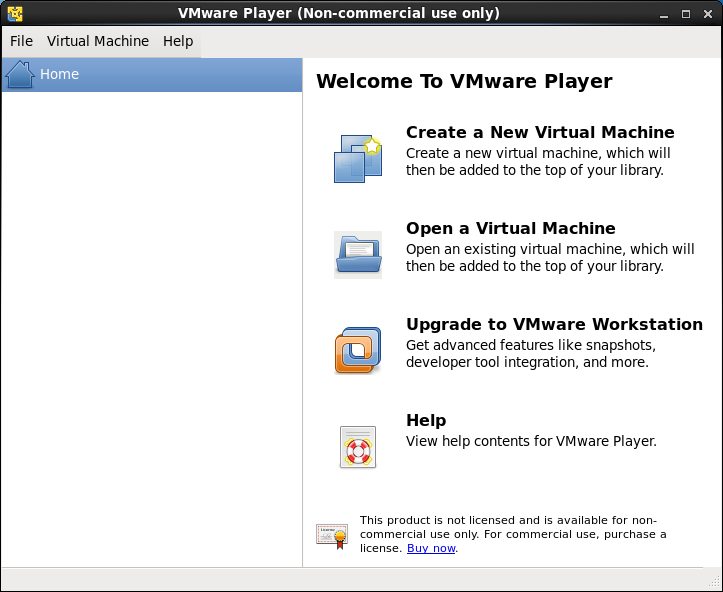 VMware Player (Non-commercial use only)
File Virtual Machine Help
Home
Welcome To VMware Player
Create a New Virtual Machine
Create a new virtual machine, which will
then be added to the top of your library.
Open a Virtual Machine
Open an existing virtual machine, which will
then be added to the top of your library.
Upgrade to VMware Workstation
Get advanced features like snapshots,
developer tool integration, and more.
Help
View help contents for VMware Player.
License
This product is not licensed and is available for non-
commercial use only. For commercial use, purchase a
license. Buy now.